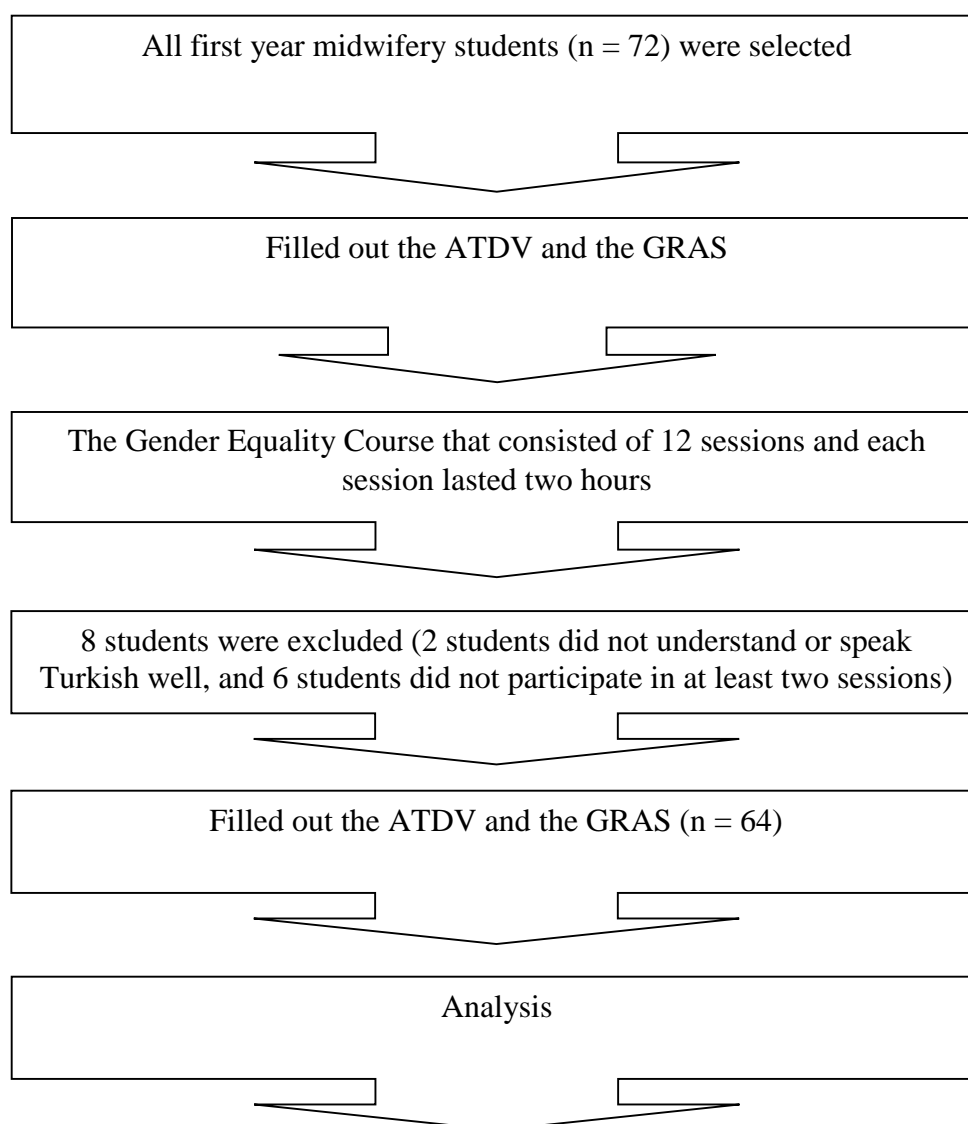 All first year midwifery students (n = 72) were selected
Filled out the ATDV and the GRAS
The Gender Equality Course that consisted of 12 sessions and each
session lasted two hours
8 students were excluded (2 students did not understand or speak
Turkish well, and 6 students did not participate in at least two sessions)
Filled out the ATDV and the GRAS (n = 64)
Analysis